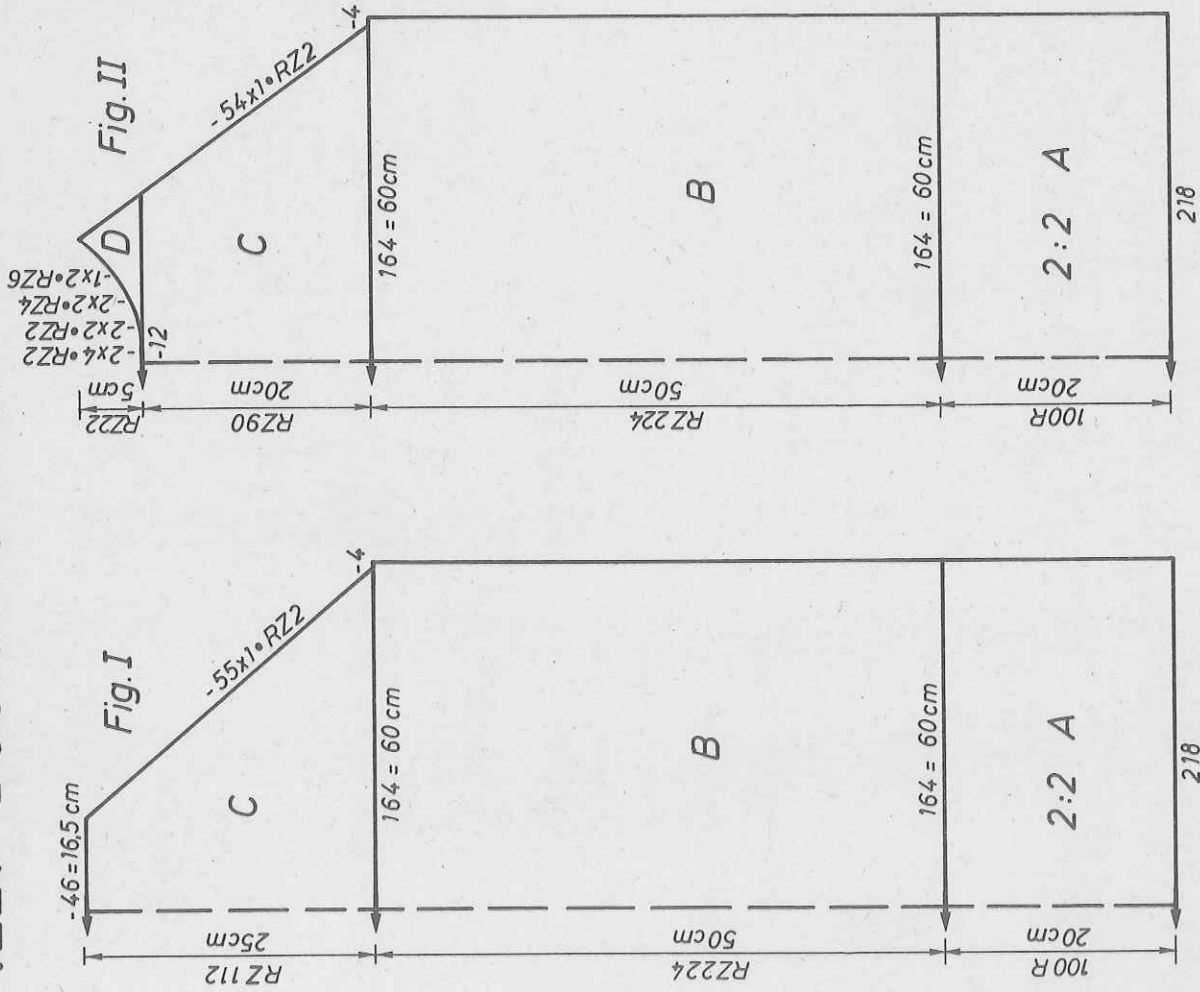 Fig.I
-46=16,5cm
-55x1•RZ2
-4
C
25cm
RZ112
164 = 60cm
B
50cm
RZ224
164 = 60cm
2:2 A
20cm
100R
218
Fig.II
-1x2•RZ6
-2x2•RZ4
-2x2•RZ2
-2x4•RZ2
-12
D
-54x1•RZ2
-4
5cm
RZ22
C
20cm
RZ90
164 = 60cm
B
50cm
RZ224
164 = 60cm
2:2 A
20cm
100R
218